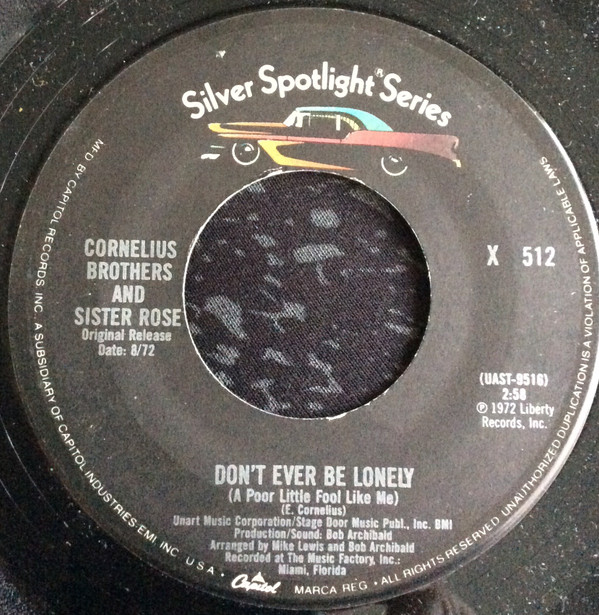 Silver Spotlight® Series
CORNELIUS
BROTHERS
AND
SISTER ROSE
Original Release
Date: 8/72
X 512
(UAST-9516)
2:58
℗ 1972 Liberty
Records, Inc.
DON'T EVER BE LONELY
(A Poor Little Fool Like Me)
(E. Cornelius)
Unart Music Corporation/Stage Door Music Publ., Inc. BMI
Production/Sound: Bob Archibald
Arranged by Mike Lewis and Bob Archibald
Recorded at The Music Factory, Inc.:
Miami, Florida
MFD BY CAPITOL RECORDS, INC. A SUBSIDIARY OF CAPITOL INDUSTRIES-EMI, INC. U S A • Capitol MARCA REG • ALL RIGHTS RESERVED UNAUTHORIZED DUPLICATION IS A VIOLATION OF APPLICABLE LAWS